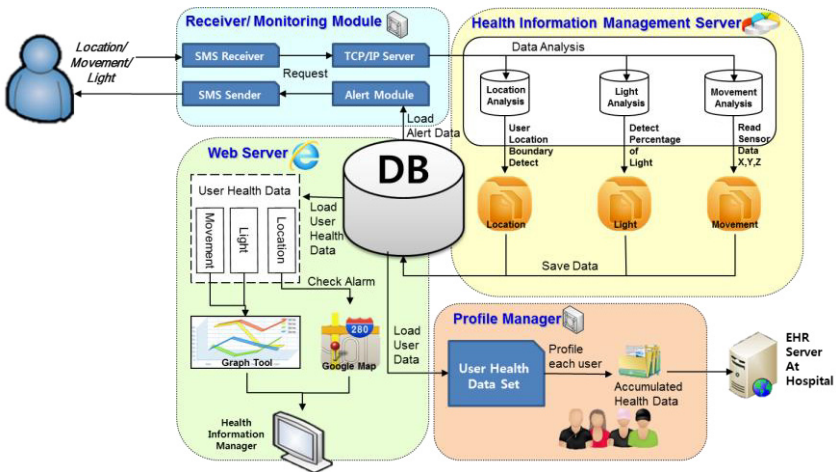 Receiver/ Monitoring Module
Location/
Movement/
Light
SMS Receiver
TCP/IP Server
Request
SMS Sender
Alert Module
Load
Alert Data
Health Information Management Server
Data Analysis
Location
Analysis
Light
Analysis
Movement
Analysis
User
Location
Boundary
Detect
Detect
Percentage
of
Light
Read
Sensor
Data
X,Y,Z
Location
Light
Movement
Save Data
DB
Web Server
User Health Data
Movement
Light
Location
Load
User
Health
Data
Check Alarm
280
Graph Tool
Google Map
Health
Information
Manager
Load
User
Data
Profile Manager
User Health
Data Set
Profile
each user
Accumulated
Health Data
EHR
Server
At
Hospital